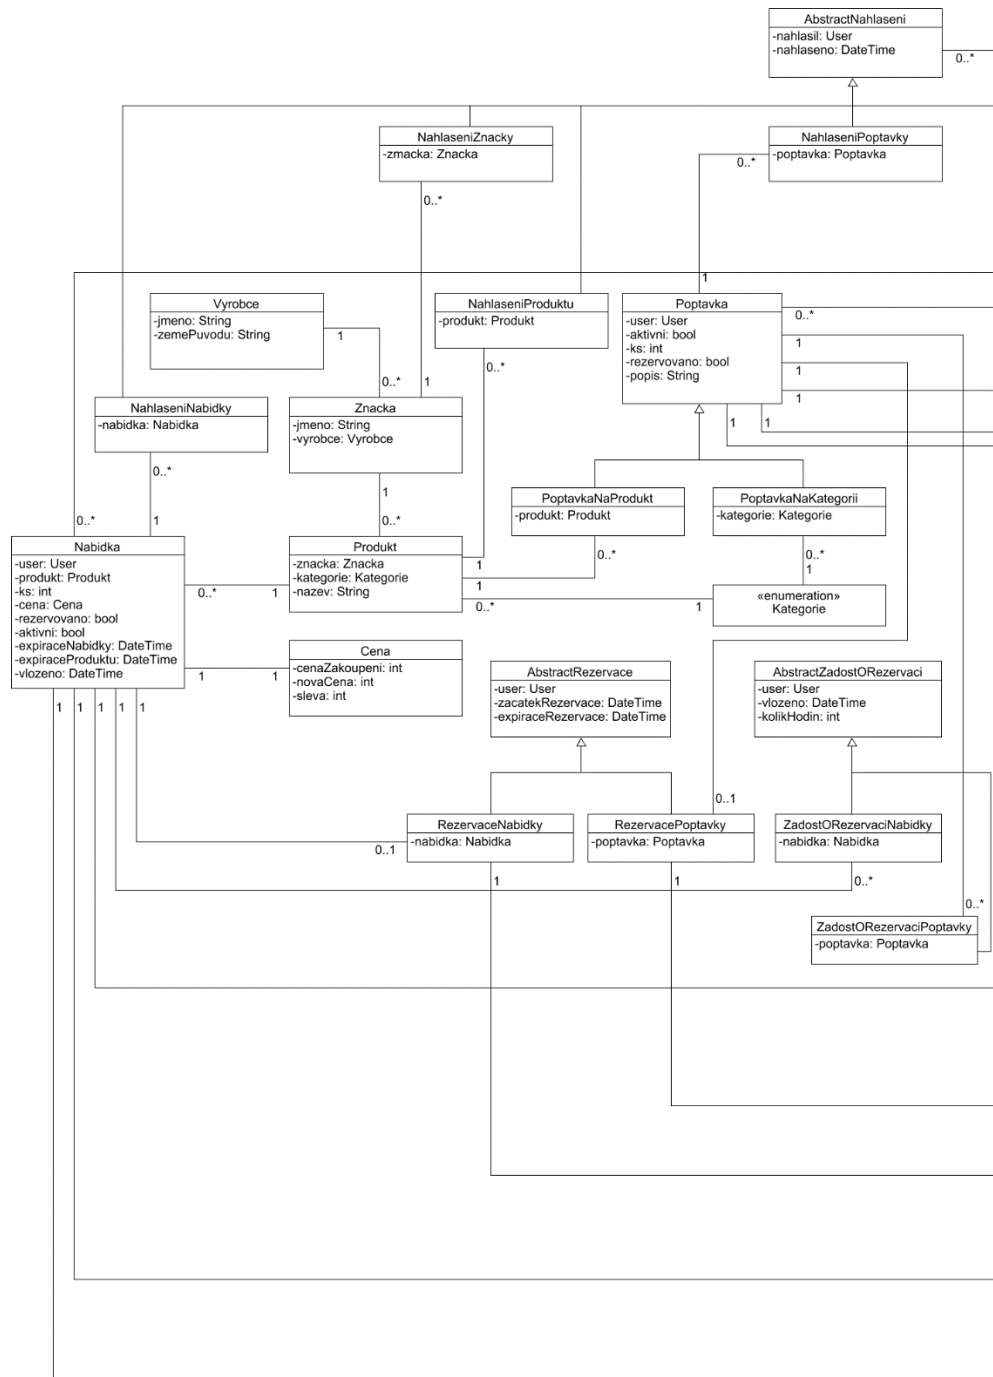 AbstractNahlaseni
-nahlasil: User
-nahlaseno: DateTime
0..*
NahlaseniZnacky
-zmacka: Znacka
0..*
NahlaseniPoptavky
-poptavka: Poptavka
0..*
1
Vyrobce
-jmeno: String
-zemePuvodu: String
1
0..*
NahlaseniProduktu
-produkt: Produkt
0..*
Poptavka
-user: User
-aktivni: bool
-ks: int
-rezervovano: bool
-popis: String
0..*
1
1
1
1
1
1
NahlaseniNabidky
-nabidka: Nabidka
0..*
1
Znacka
-jmeno: String
-vyrobce: Vyrobce
1
0..*
PoptavkaNaProdukt
-produkt: Produkt
0..*
PoptavkaNaKategorii
-kategorie: Kategorie
0..*
1
0..*
Nabidka
-user: User
-produkt: Produkt
-ks: int
-cena: Cena
-rezervovano: bool
-aktivni: bool
-expiraceNabidky: DateTime
-expiraceProduktu: DateTime
-vlozeno: DateTime
0..*
1
1
1
Produkt
-znacka: Znacka
-kategorie: Kategorie
-nazev: String
1
1
0..*
1
«enumeration»
Kategorie
Cena
-cenaZakoupeni: int
-novaCena: int
-sleva: int
AbstractRezervace
-user: User
-zacatekRezervace: DateTime
-expiraceRezervace: DateTime
AbstractZadostORezervaci
-user: User
-vlozeno: DateTime
-kolikHodin: int
1
1
1
1
1
0..1
RezervaceNabidky
-nabidka: Nabidka
0..1
1
RezervacePoptavky
-poptavka: Poptavka
1
ZadostORezervaciNabidky
-nabidka: Nabidka
0..*
0..*
ZadostORezervaciPoptavky
-poptavka: Poptavka